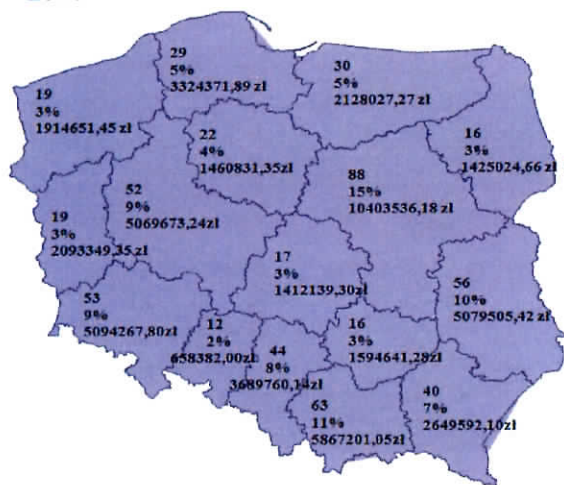 29
5%
3324371,89 zł
30
5%
2128027,27 zł
19
3%
1914651,45 zł
22
4%
1460831,35zł
16
3%
1425024,66 zł
88
15%
10403536,18 zł
52
9%
5069673,24zł
19
3%
2093349,35 zł
17
3%
1412139,30zł
56
10%
5079505,42 zł
53
9%
5094267,80zł
12
2%
658382,00zł
16
3%
1594641,28zł
44
8%
3689760,14zł
63
11%
5867201,05zł
40
7%
2649592,10zł